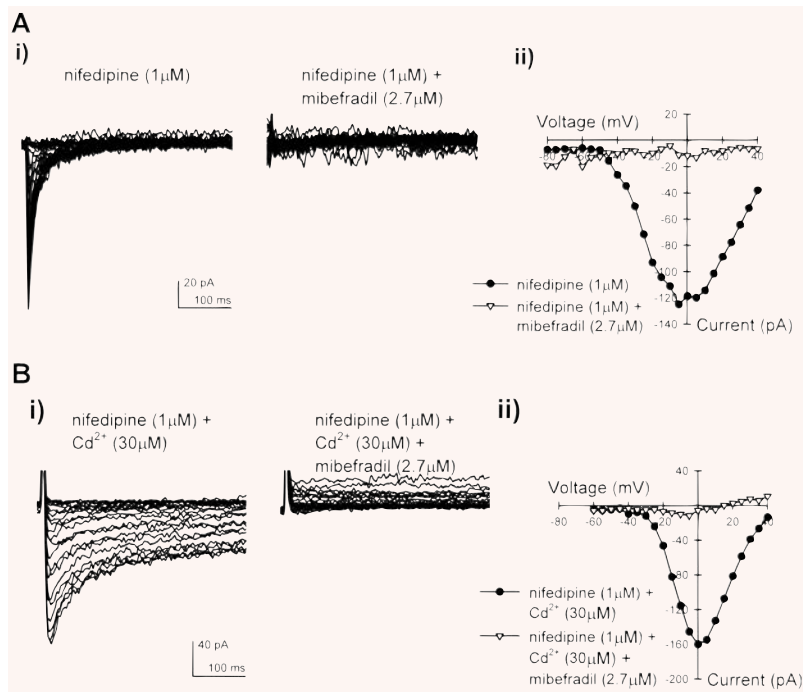 A
i)
nifedipine (1µM)
nifedipine (1µM) +
mibefradil (2.7µM)
20 pA
100 ms
ii)
Voltage (mV)
20
-80
-60
-40
-20
40
-20
-40
-60
-80
-100
-120
-140
Current (pA)
nifedipine (1µM)
nifedipine (1µM) +
mibefradil (2.7µM)
B
i)
nifedipine (1µM) +
Cd²⁺ (30µM)
nifedipine (1µM) +
Cd²⁺ (30µM) +
mibefradil (2.7µM)
40 pA
100 ms
ii)
Voltage (mV)
40
-80
-60
-40
-20
20
-40
-80
-160
-200
Current (pA)
nifedipine (1µM) +
Cd²⁺ (30µM)
nifedipine (1µM) +
Cd²⁺ (30µM) +
mibefradil (2.7µM)